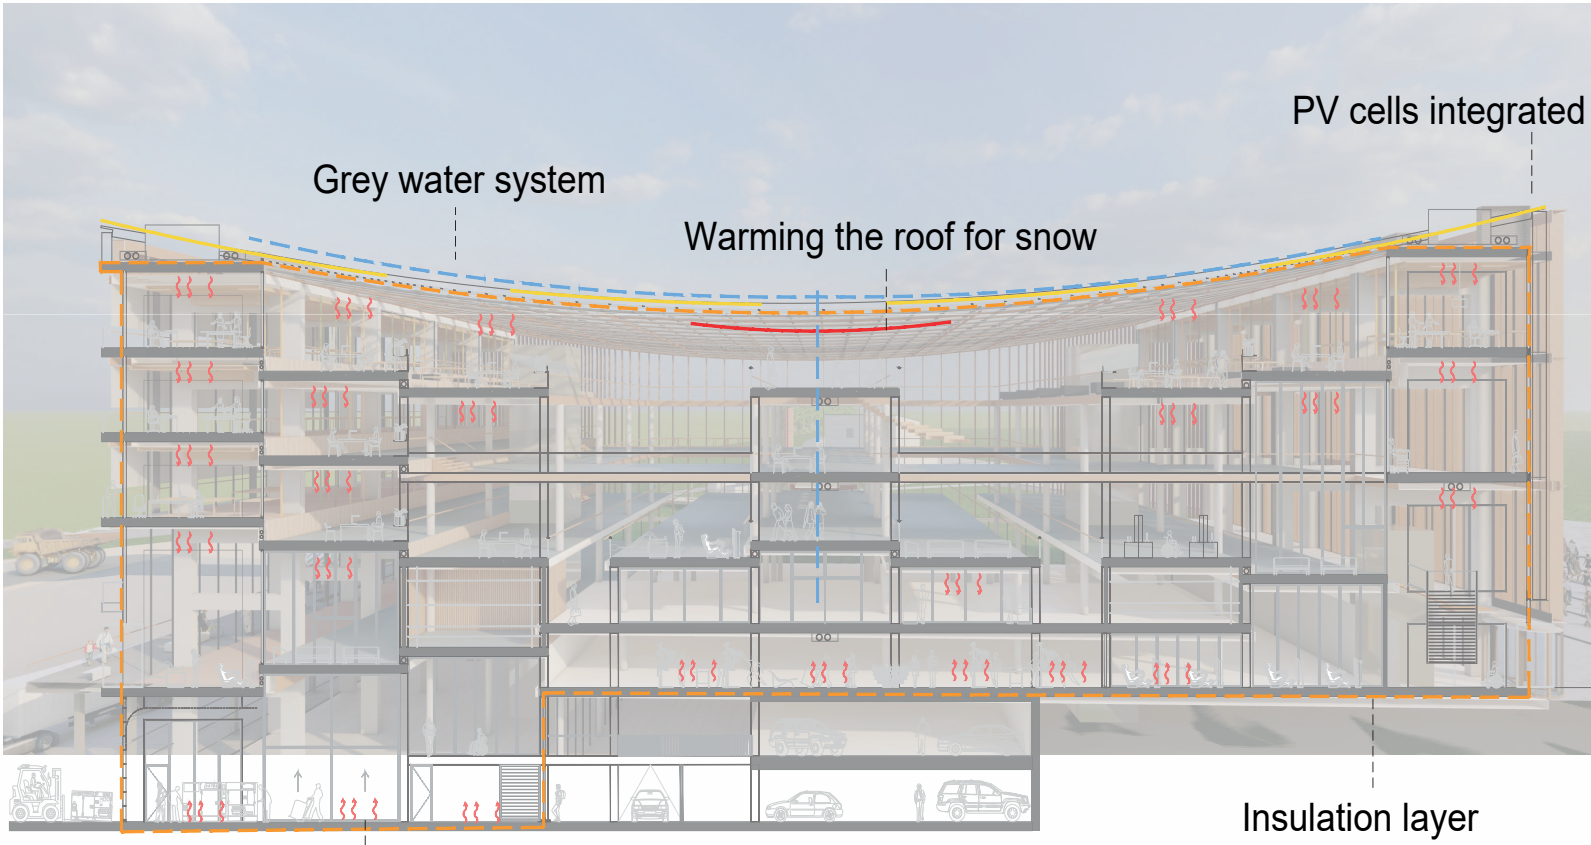 PV cells integrated
Grey water system
Warming the roof for snow
Insulation layer